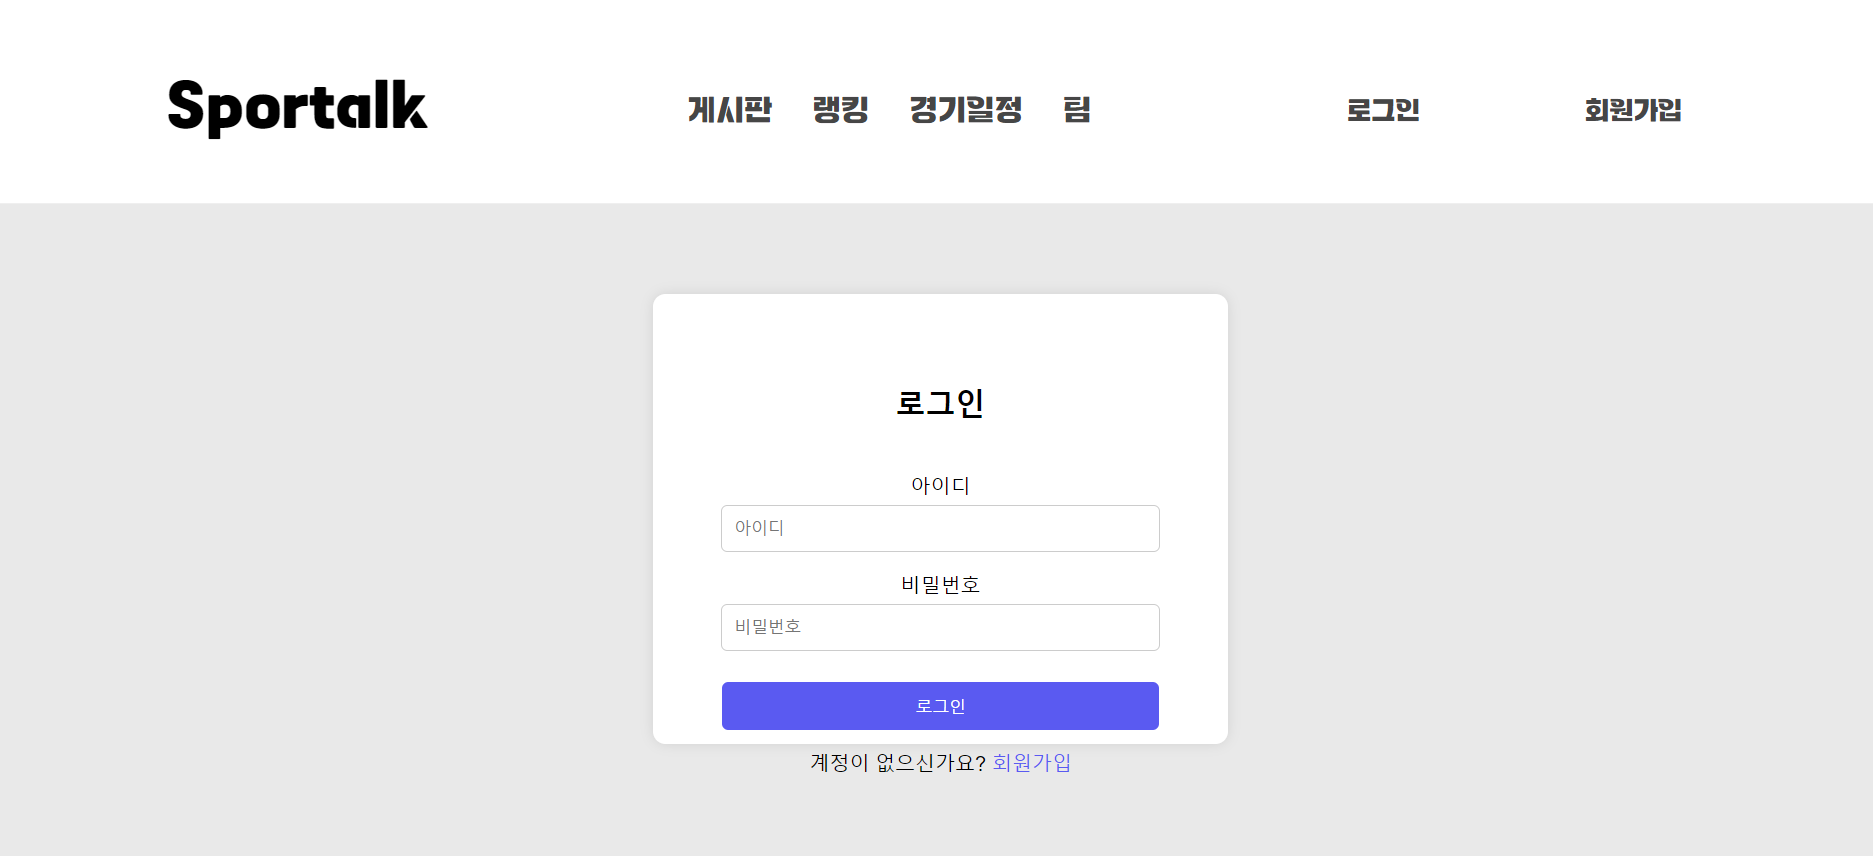 Sportalk 게시판 랭킹 경기일정 팀 로그인 회원가입
로그인
아이디
아이디
비밀번호
비밀번호
로그인
계정이 없으신가요? 회원가입